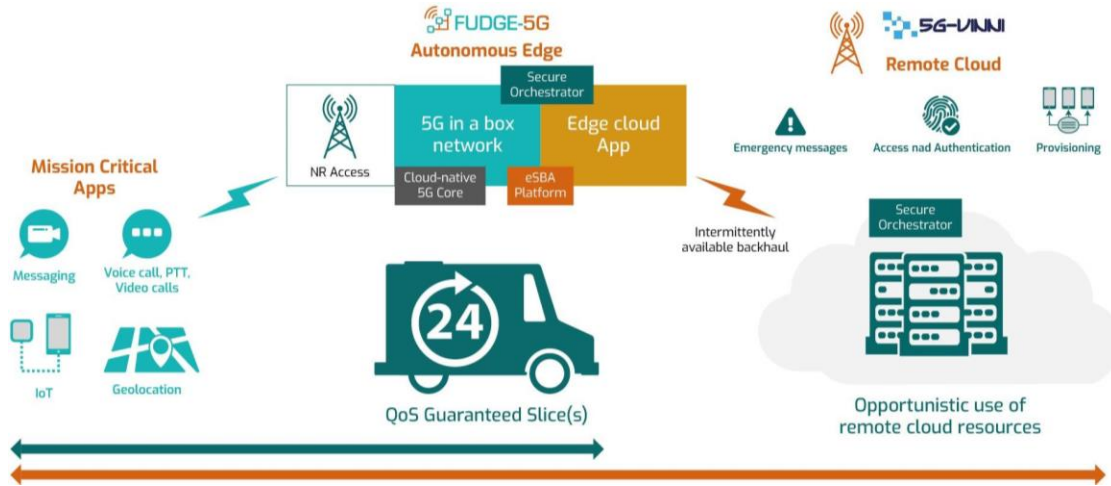 FUDGE-5G
Autonomous Edge
5G-VINNI
Remote Cloud
Secure
Orchestrator
NR Access
5G in a box
network
Edge cloud
App
Cloud-native
5G Core
eSBA
Platform
Emergency messages
Access nad Authentication
Provisioning
Mission Critical
Apps
Messaging
Voice call, PTT,
Video calls
IoT
Geolocation
Intermittently
available backhaul
Secure
Orchestrator
24
QoS Guaranteed Slice(s)
Opportunistic use of
remote cloud resources